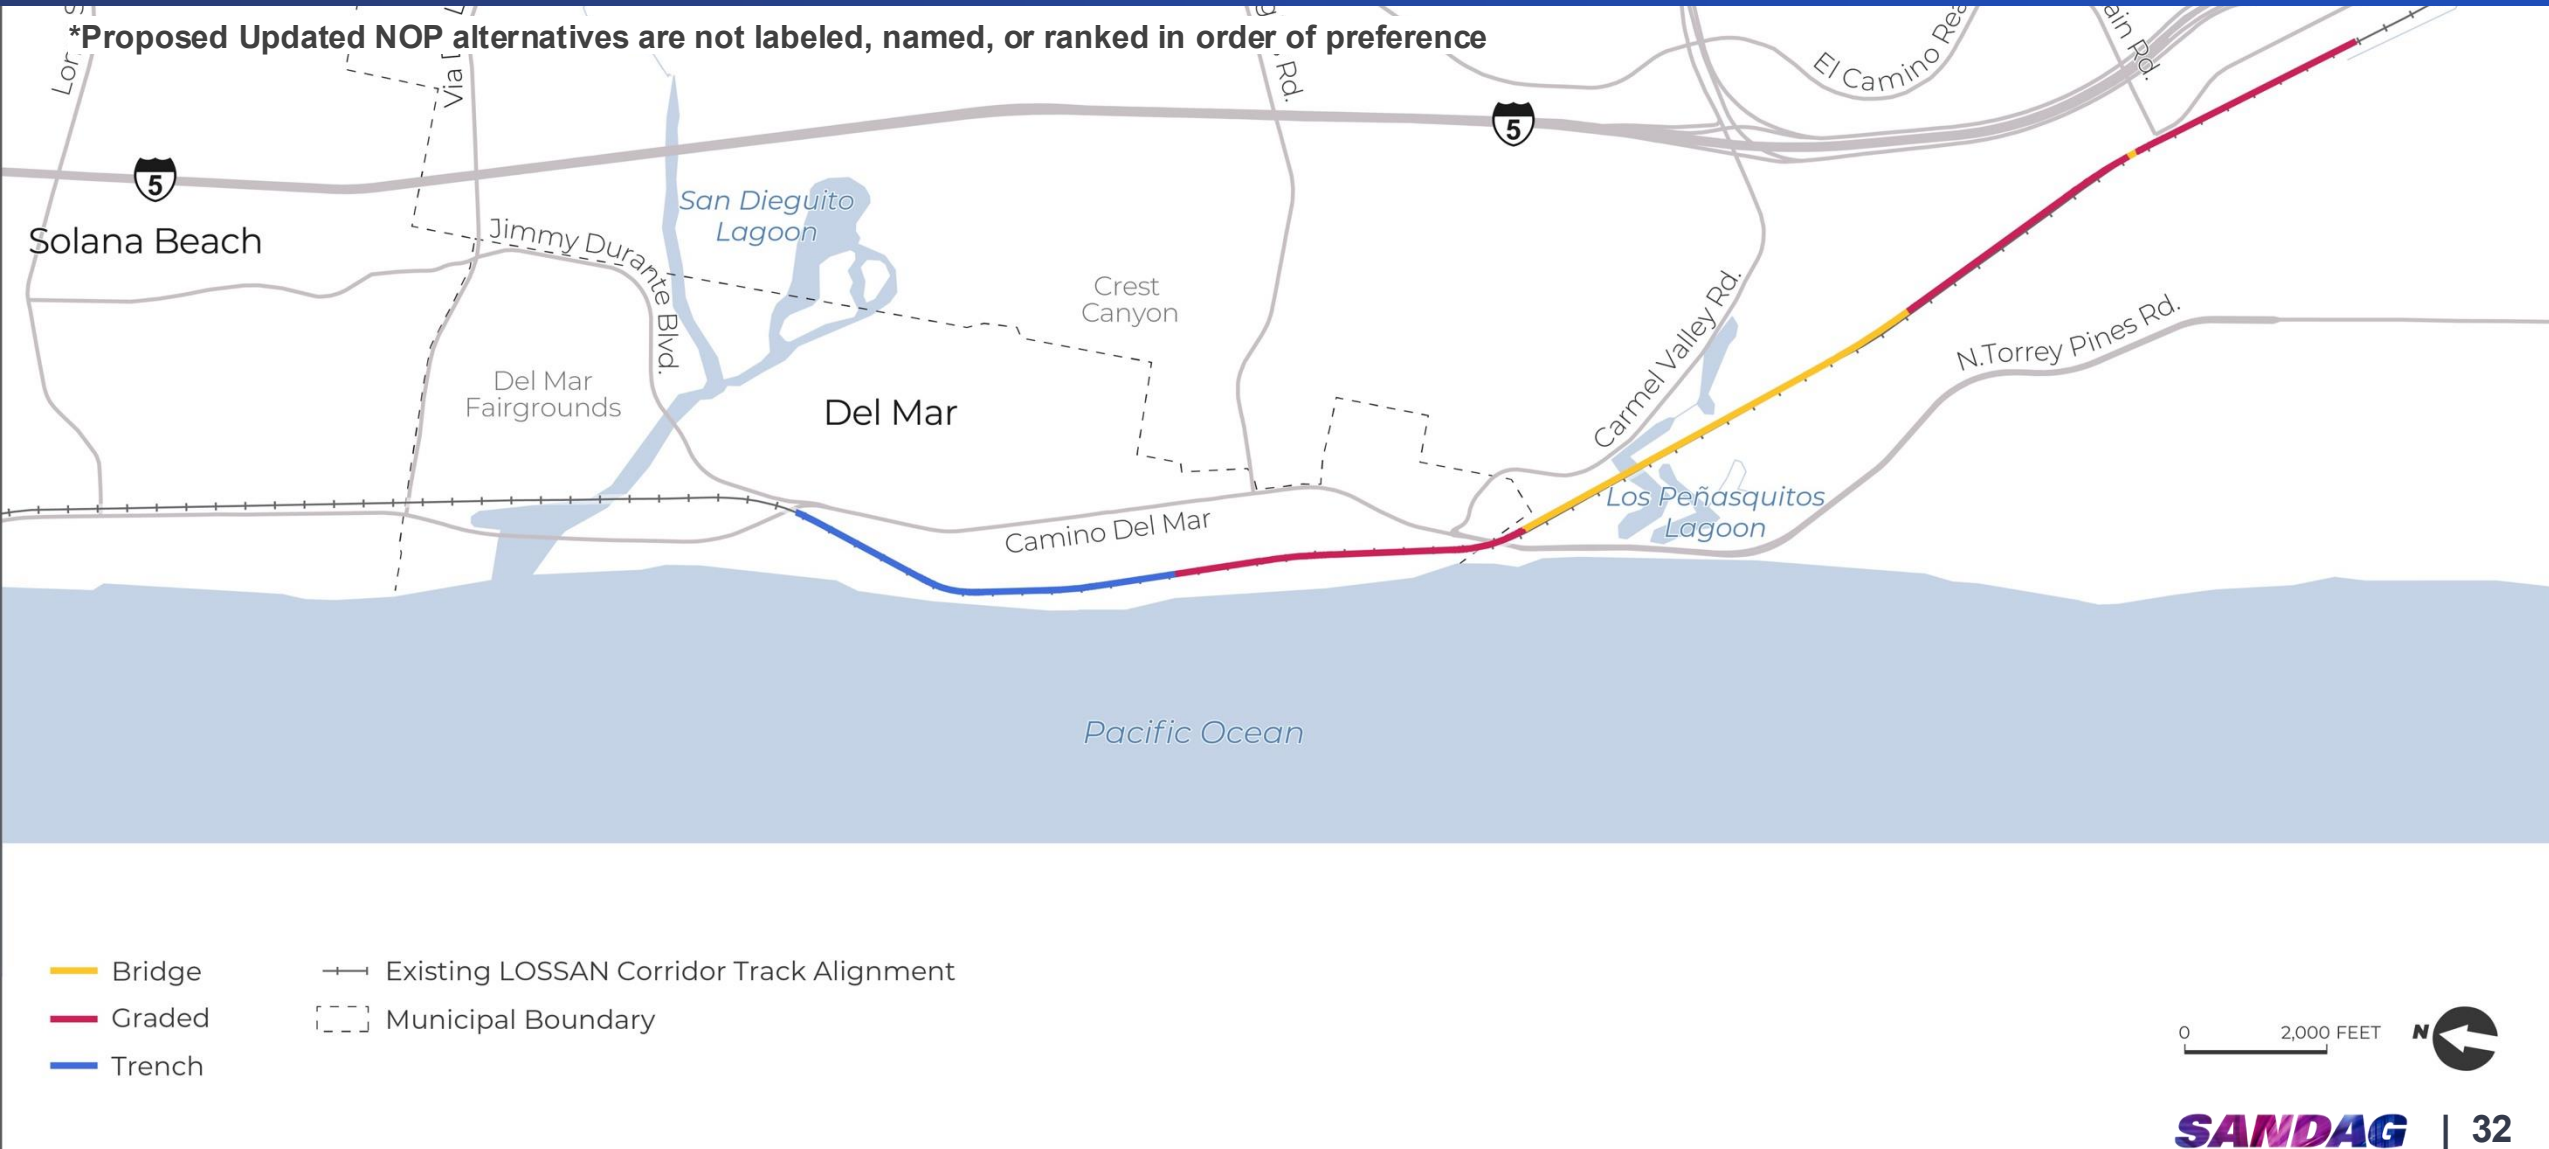 *Proposed Updated NOP alternatives are not labeled, named, or ranked in order of preference
Via
Rd.
El Camino Rea
Rd.
5
5
San Dieguito
Lagoon
Solana Beach
Jimmy Durante Blvd.
Crest
Canyon
Carmel Valley Rd.
N.Torrey Pines Rd.
Del Mar
Fairgrounds
Del Mar
Los Peñasquitos
Lagoon
Camino Del Mar
Pacific Ocean
Bridge
Existing LOSSAN Corridor Track Alignment
Graded
Municipal Boundary
Trench
0 2,000 FEET N
SANDAG | 32